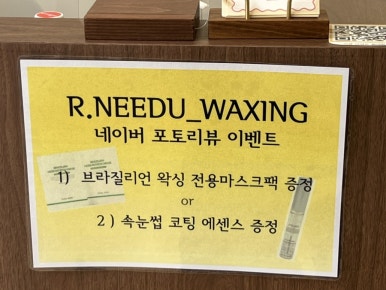 R.NEEDU_WAXING
네이버 포토리뷰 이벤트
1) 브라질리언 왁싱 전용마스크팩 증정
or
2) 속눈썹 코팅 에센스 증정